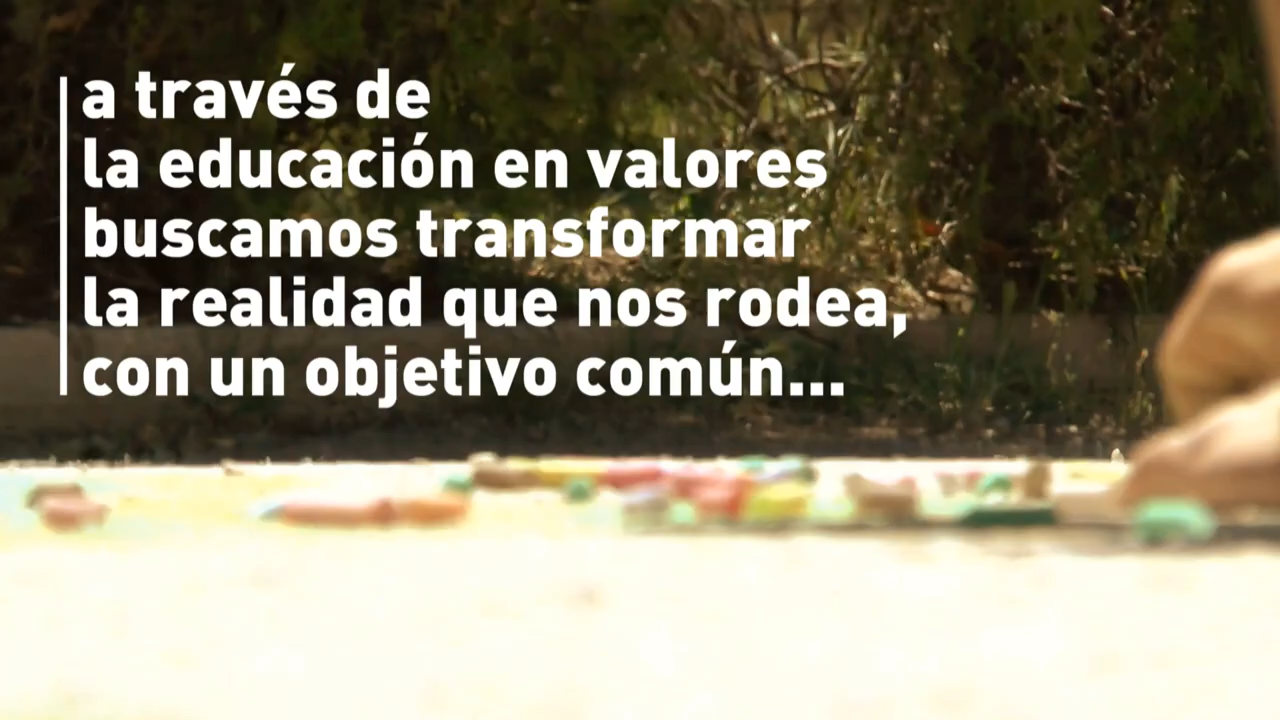 a través de
la educación en valores
buscamos transformar
la realidad que nos rodea,
con un objetivo común...